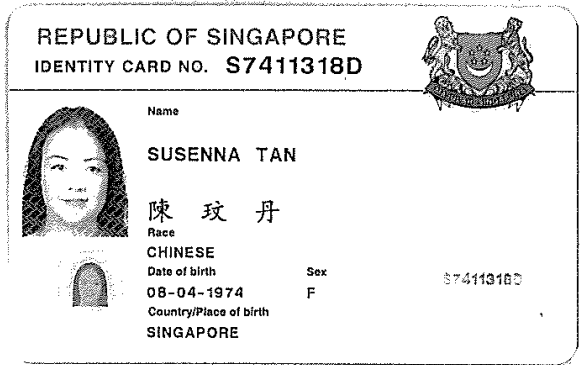 REPUBLIC OF SINGAPORE
IDENTITY CARD NO. S7411318D
Name
SUSENNA TAN
陳 玟 丹
Race
CHINESE
Date of birth Sex
08-04-1974 F
S7411318D
Country/Place of birth
SINGAPORE